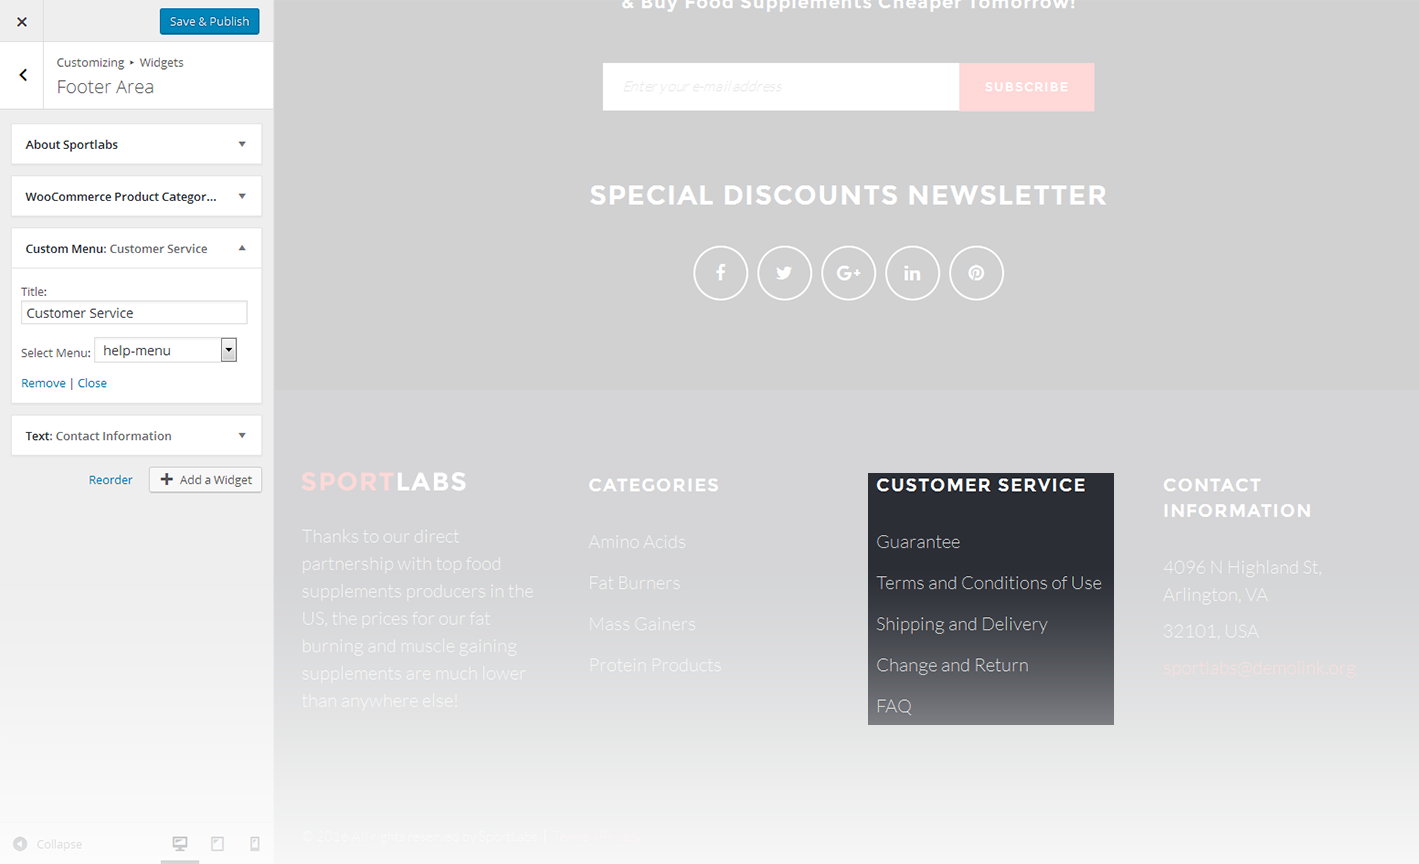 Save & Publish
Customizing ▸ Widgets
Footer Area
About Sportlabs
WooCommerce Product Categor...
Custom Menu: Customer Service
Title:
Customer Service
Select Menu: help-menu
Remove | Close
Text: Contact Information
Reorder
Add a Widget
Collapse
& Buy Food Supplements Cheaper Tomorrow!
Enter your e-mail address
SUBSCRIBE
SPECIAL DISCOUNTS NEWSLETTER
SPORTLABS
Thanks to our direct
partnership with top food
supplements producers in the
US, the prices for our fat
burning and muscle gaining
supplements are much lower
than anywhere else!
CATEGORIES
Amino Acids
Fat Burners
Mass Gainers
Protein Products
CUSTOMER SERVICE
Guarantee
Terms and Conditions of Use
Shipping and Delivery
Change and Return
FAQ
CONTACT
INFORMATION
4096 N Highland St,
Arlington, VA
32101, USA
sportlabs@demolink.org
All rights reserved by